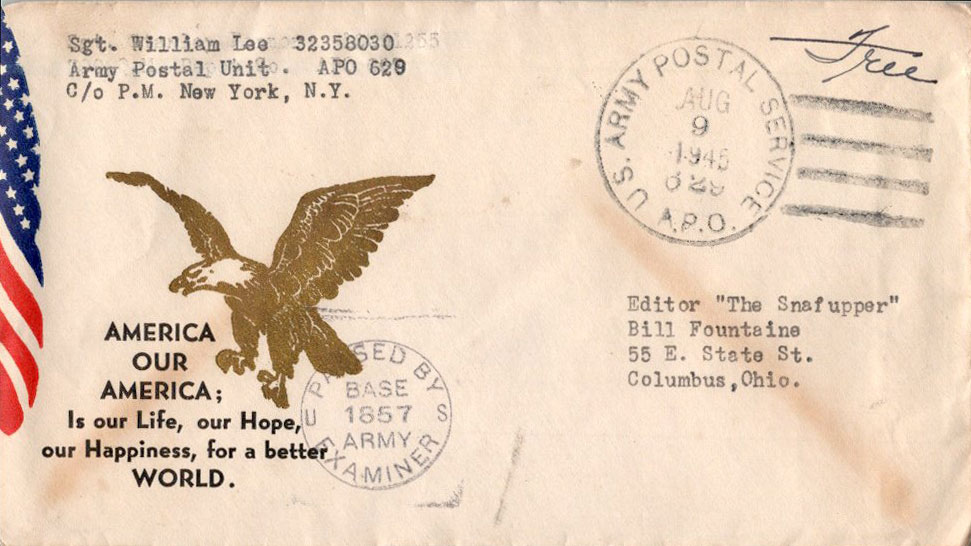 Sgt. William Lee 32358030
Army Postal Unit. APO 629
C/o P.M. New York, N.Y.
Free
U.S. ARMY POSTAL SERVICE
AUG
9
1945
629
A.P.O.
Editor "The Snafupper"
Bill Fountaine
55 E. State St.
Columbus,Ohio.
AMERICA
OUR
AMERICA;
Is our Life, our Hope,
our Happiness, for a better
WORLD.
PASSED BY
BASE
U 1857 S
ARMY
EXAMINER